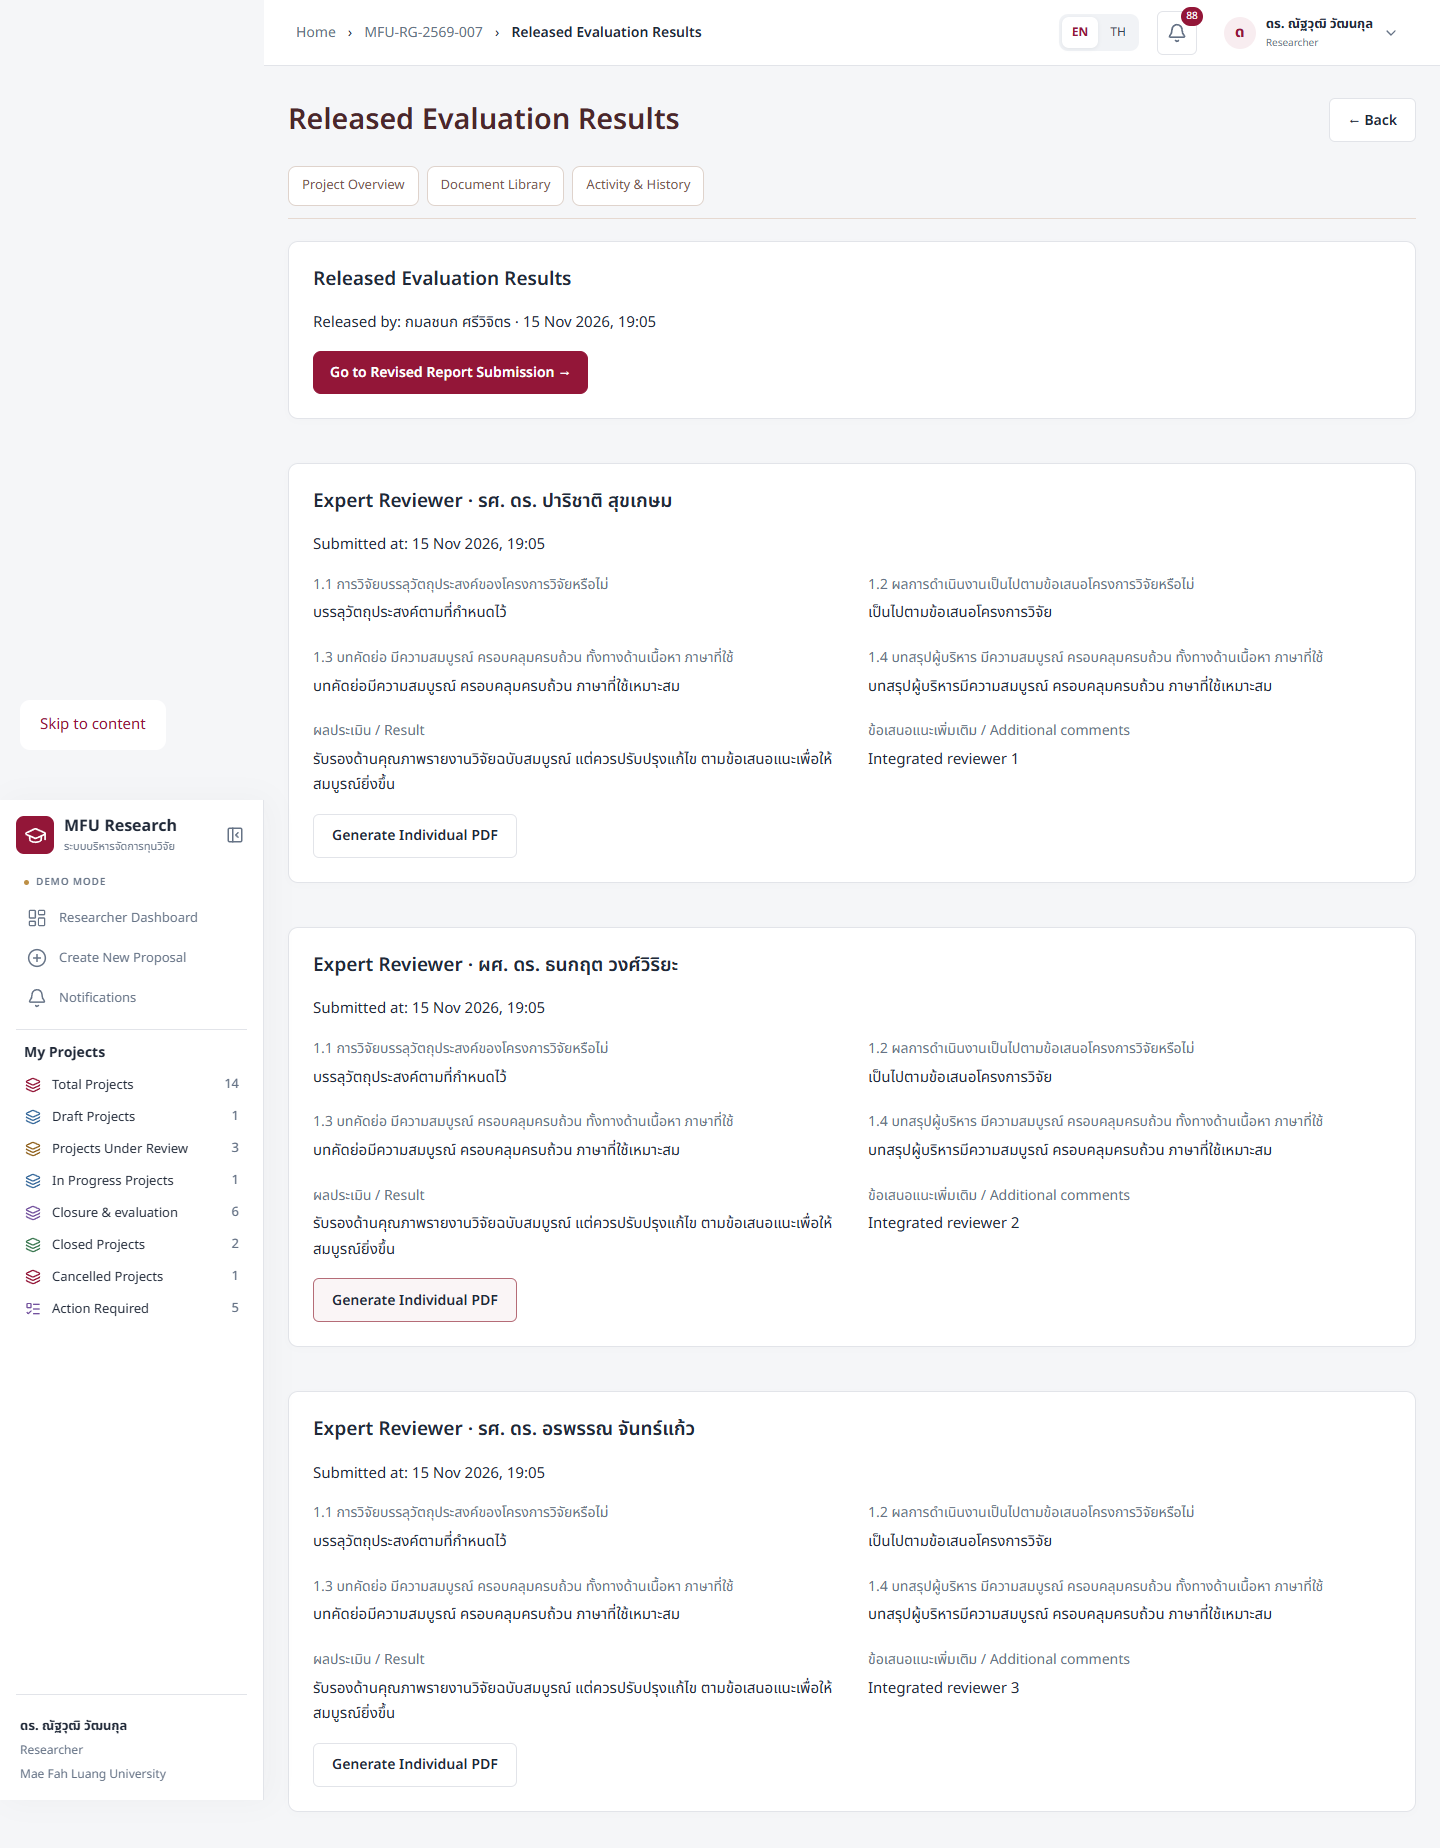 Home › MFU-RG-2569-007 › Released Evaluation Results
EN TH
88
ด
ดร. ณัฐวุฒิ วัฒนกุล
Researcher
Released Evaluation Results
← Back
Project Overview
Document Library
Activity & History
Released Evaluation Results
Released by: กมลชนก ศรีวิจิตร · 15 Nov 2026, 19:05
Go to Revised Report Submission →
Expert Reviewer · รศ. ดร. ปาริชาติ สุขเกษม
Submitted at: 15 Nov 2026, 19:05
1.1 การวิจัยบรรลุวัตถุประสงค์ของโครงการวิจัยหรือไม่
บรรลุวัตถุประสงค์ตามที่กำหนดไว้
1.2 ผลการดำเนินงานเป็นไปตามข้อเสนอโครงการวิจัยหรือไม่
เป็นไปตามข้อเสนอโครงการวิจัย
1.3 บทคัดย่อ มีความสมบูรณ์ ครอบคลุมครบถ้วน ทั้งทางด้านเนื้อหา ภาษาที่ใช้
บทคัดย่อมีความสมบูรณ์ ครอบคลุมครบถ้วน ภาษาที่ใช้เหมาะสม
1.4 บทสรุปผู้บริหาร มีความสมบูรณ์ ครอบคลุมครบถ้วน ทั้งทางด้านเนื้อหา ภาษาที่ใช้
บทสรุปผู้บริหารมีความสมบูรณ์ ครอบคลุมครบถ้วน ภาษาที่ใช้เหมาะสม
ผลประเมิน / Result
รับรองด้านคุณภาพรายงานวิจัยฉบับสมบูรณ์ แต่ควรปรับปรุงแก้ไข ตามข้อเสนอแนะเพื่อให้
สมบูรณ์ยิ่งขึ้น
ข้อเสนอแนะเพิ่มเติม / Additional comments
Integrated reviewer 1
Generate Individual PDF
Expert Reviewer · ผศ. ดร. ธนกฤต วงศ์วิริยะ
Submitted at: 15 Nov 2026, 19:05
1.1 การวิจัยบรรลุวัตถุประสงค์ของโครงการวิจัยหรือไม่
บรรลุวัตถุประสงค์ตามที่กำหนดไว้
1.2 ผลการดำเนินงานเป็นไปตามข้อเสนอโครงการวิจัยหรือไม่
เป็นไปตามข้อเสนอโครงการวิจัย
1.3 บทคัดย่อ มีความสมบูรณ์ ครอบคลุมครบถ้วน ทั้งทางด้านเนื้อหา ภาษาที่ใช้
บทคัดย่อมีความสมบูรณ์ ครอบคลุมครบถ้วน ภาษาที่ใช้เหมาะสม
1.4 บทสรุปผู้บริหาร มีความสมบูรณ์ ครอบคลุมครบถ้วน ทั้งทางด้านเนื้อหา ภาษาที่ใช้
บทสรุปผู้บริหารมีความสมบูรณ์ ครอบคลุมครบถ้วน ภาษาที่ใช้เหมาะสม
ผลประเมิน / Result
รับรองด้านคุณภาพรายงานวิจัยฉบับสมบูรณ์ แต่ควรปรับปรุงแก้ไข ตามข้อเสนอแนะเพื่อให้
สมบูรณ์ยิ่งขึ้น
ข้อเสนอแนะเพิ่มเติม / Additional comments
Integrated reviewer 2
Generate Individual PDF
Expert Reviewer · รศ. ดร. อรพรรณ จันทร์แก้ว
Submitted at: 15 Nov 2026, 19:05
1.1 การวิจัยบรรลุวัตถุประสงค์ของโครงการวิจัยหรือไม่
บรรลุวัตถุประสงค์ตามที่กำหนดไว้
1.2 ผลการดำเนินงานเป็นไปตามข้อเสนอโครงการวิจัยหรือไม่
เป็นไปตามข้อเสนอโครงการวิจัย
1.3 บทคัดย่อ มีความสมบูรณ์ ครอบคลุมครบถ้วน ทั้งทางด้านเนื้อหา ภาษาที่ใช้
บทคัดย่อมีความสมบูรณ์ ครอบคลุมครบถ้วน ภาษาที่ใช้เหมาะสม
1.4 บทสรุปผู้บริหาร มีความสมบูรณ์ ครอบคลุมครบถ้วน ทั้งทางด้านเนื้อหา ภาษาที่ใช้
บทสรุปผู้บริหารมีความสมบูรณ์ ครอบคลุมครบถ้วน ภาษาที่ใช้เหมาะสม
ผลประเมิน / Result
รับรองด้านคุณภาพรายงานวิจัยฉบับสมบูรณ์ แต่ควรปรับปรุงแก้ไข ตามข้อเสนอแนะเพื่อให้
สมบูรณ์ยิ่งขึ้น
ข้อเสนอแนะเพิ่มเติม / Additional comments
Integrated reviewer 3
Generate Individual PDF
Skip to content
MFU Research
ระบบบริหารจัดการทุนวิจัย
DEMO MODE
Researcher Dashboard
Create New Proposal
Notifications
My Projects
Total Projects 14
Draft Projects 1
Projects Under Review 3
In Progress Projects 1
Closure & evaluation 6
Closed Projects 2
Cancelled Projects 1
Action Required 5
ดร. ณัฐวุฒิ วัฒนกุล
Researcher
Mae Fah Luang University